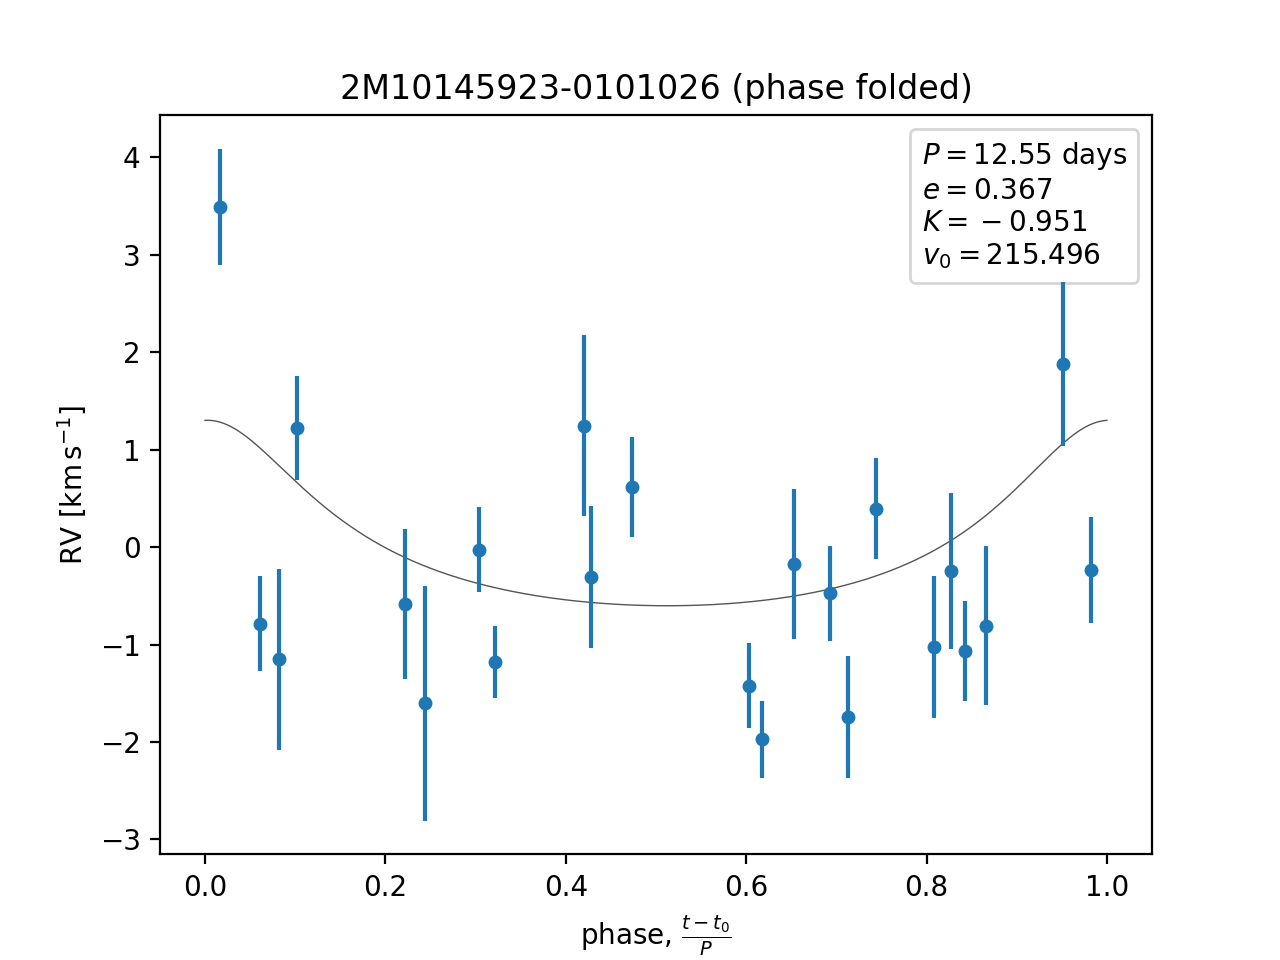 2M10145923-0101026 (phase folded)
P = 12.55 days
e = 0.367
K = −0.951
v₀ = 215.496
4
3
2
1
0
−1
−2
−3
RV [km s⁻¹]
0.0 0.2 0.4 0.6 0.8 1.0
phase, (t − t₀)/P